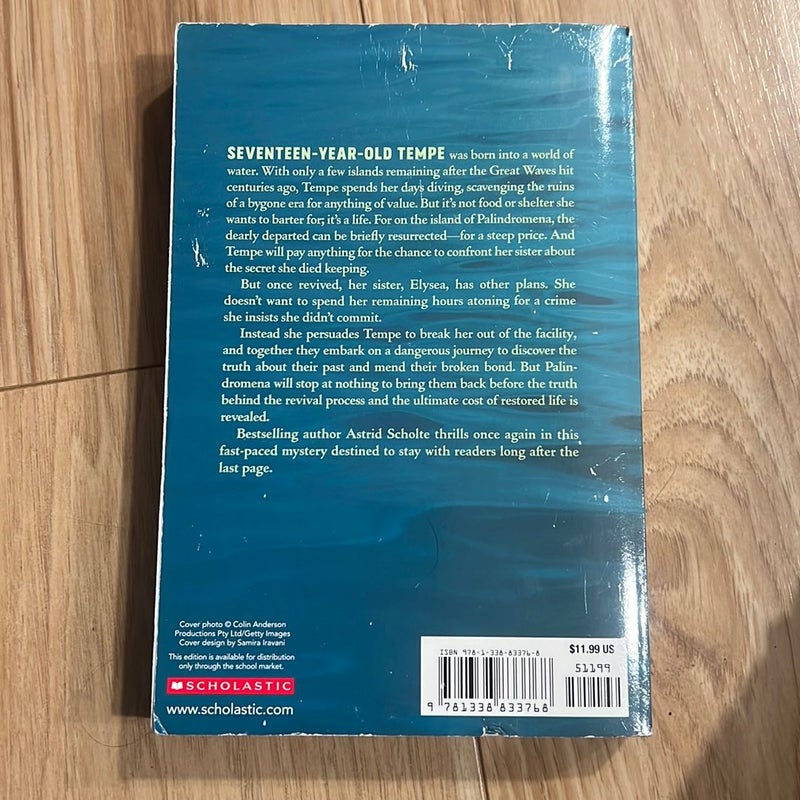 SEVENTEEN-YEAR-OLD TEMPE was born into a world of
water. With only a few islands remaining after the Great Waves hit
centuries ago, Tempe spends her days diving, scavenging the ruins
of a bygone era for anything of value. But it's not food or shelter she
wants to barter for; it's a life. For on the island of Palindromena, the
dearly departed can be briefly resurrected—for a steep price. And
Tempe will pay anything for the chance to confront her sister about
the secret she died keeping.
But once revived, her sister, Elysea, has other plans. She
doesn't want to spend her remaining hours atoning for a crime
she insists she didn't commit.
Instead she persuades Tempe to break her out of the facility,
and together they embark on a dangerous journey to discover the
truth about their past and mend their broken bond. But Palin-
dromena will stop at nothing to bring them back before the truth
behind the revival process and the ultimate cost of restored life is
revealed.
Bestselling author Astrid Scholte thrills once again in this
fast-paced mystery destined to stay with readers long after the
last page.
Cover photo © Colin Anderson
Productions Pty Ltd/Getty Images
Cover design by Samira Iravani
This edition is available for distribution
only through the school market.
SCHOLASTIC
www.scholastic.com
ISBN 978-1-338-83376-8
$11.99 US
51199
9 781338 833768